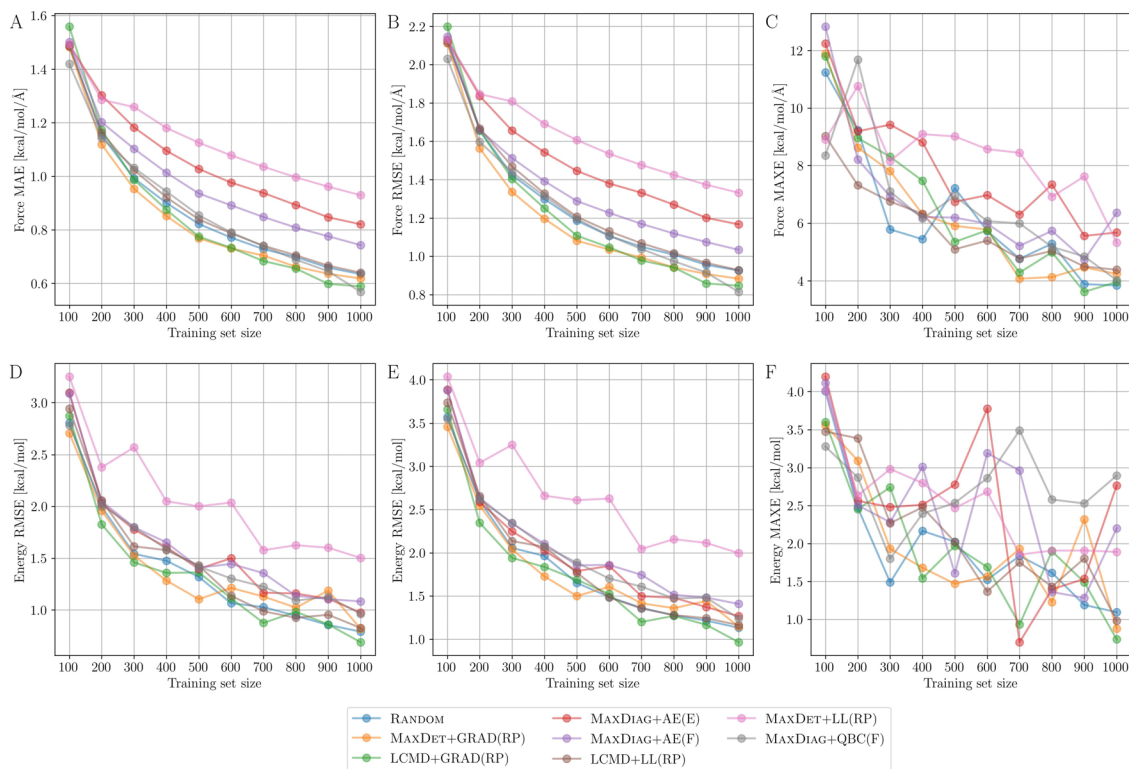 A
B
C
Force MAE [kcal/mol/Å]
1.6
1.4
1.2
1.0
0.8
0.6
100 200 300 400 500 600 700 800 900 1000
Training set size
Force RMSE [kcal/mol/Å]
2.2
2.0
1.8
1.6
1.4
1.2
1.0
0.8
100 200 300 400 500 600 700 800 900 1000
Training set size
Force MAXE [kcal/mol/Å]
12
10
8
6
4
100 200 300 400 500 600 700 800 900 1000
Training set size
D
E
F
Energy RMSE [kcal/mol]
3.0
2.5
2.0
1.5
1.0
100 200 300 400 500 600 700 800 900 1000
Training set size
Energy RMSE [kcal/mol]
4.0
3.5
3.0
2.5
2.0
1.5
1.0
100 200 300 400 500 600 700 800 900 1000
Training set size
Energy MAXE [kcal/mol]
4.0
3.5
3.0
2.5
2.0
1.5
1.0
100 200 300 400 500 600 700 800 900 1000
Training set size
RANDOM
MAXDET+GRAD(RP)
LCMD+GRAD(RP)
MAXDIAG+AE(E)
MAXDIAG+AE(F)
LCMD+LL(RP)
MAXDET+LL(RP)
MAXDIAG+QBC(F)